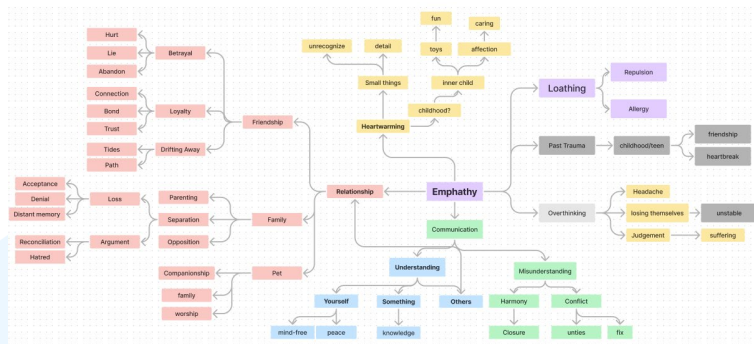 Hurt
Lie
Abandon
Betrayal
Connection
Bond
Trust
Loyalty
Tides
Path
Drifting Away
Friendship
Acceptance
Denial
Distant memory
Loss
Reconciliation
Hatred
Argument
Parenting
Separation
Opposition
Family
Companionship
family
worship
Pet
Relationship
unrecognize
detail
Small things
fun
toys
caring
affection
inner child
childhood?
Heartwarming
Emphathy
Communication
Understanding
Yourself
Something
Others
mind-free
peace
knowledge
Misunderstanding
Harmony
Conflict
Closure
unties
fix
Loathing
Repulsion
Allergy
Past Trauma
childhood/teen
friendship
heartbreak
Overthinking
Headache
losing themselves
unstable
Judgement
suffering